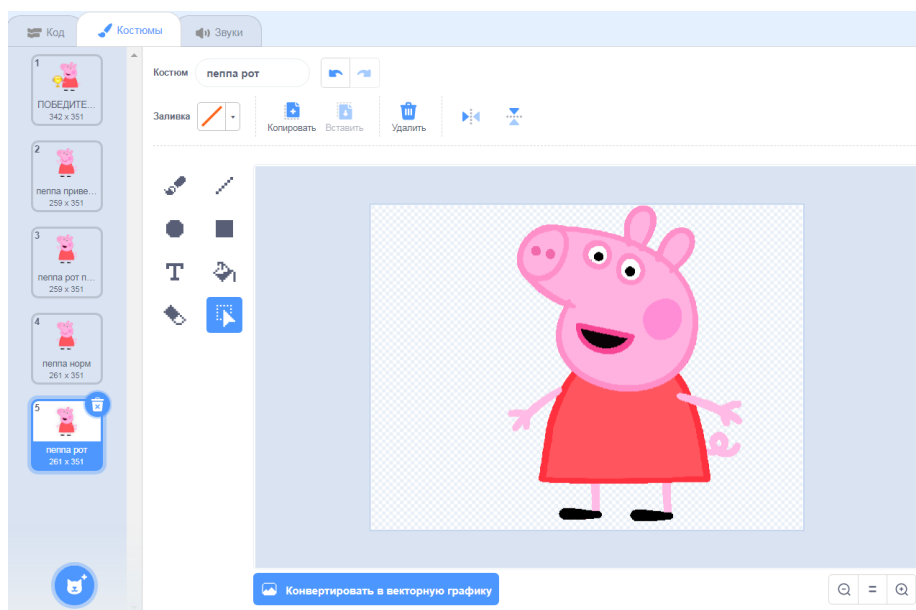 Код Костюмы Звуки
1
ПОБЕДИТЕ...
342 x 351
2
пеппа приве...
259 x 351
3
пеппа рот п...
259 x 351
4
пеппа норм
261 x 351
5
пеппа рот
261 x 351
Костюм пеппа рот
Заливка
Копировать Вставить Удалить
T
Конвертировать в векторную графику